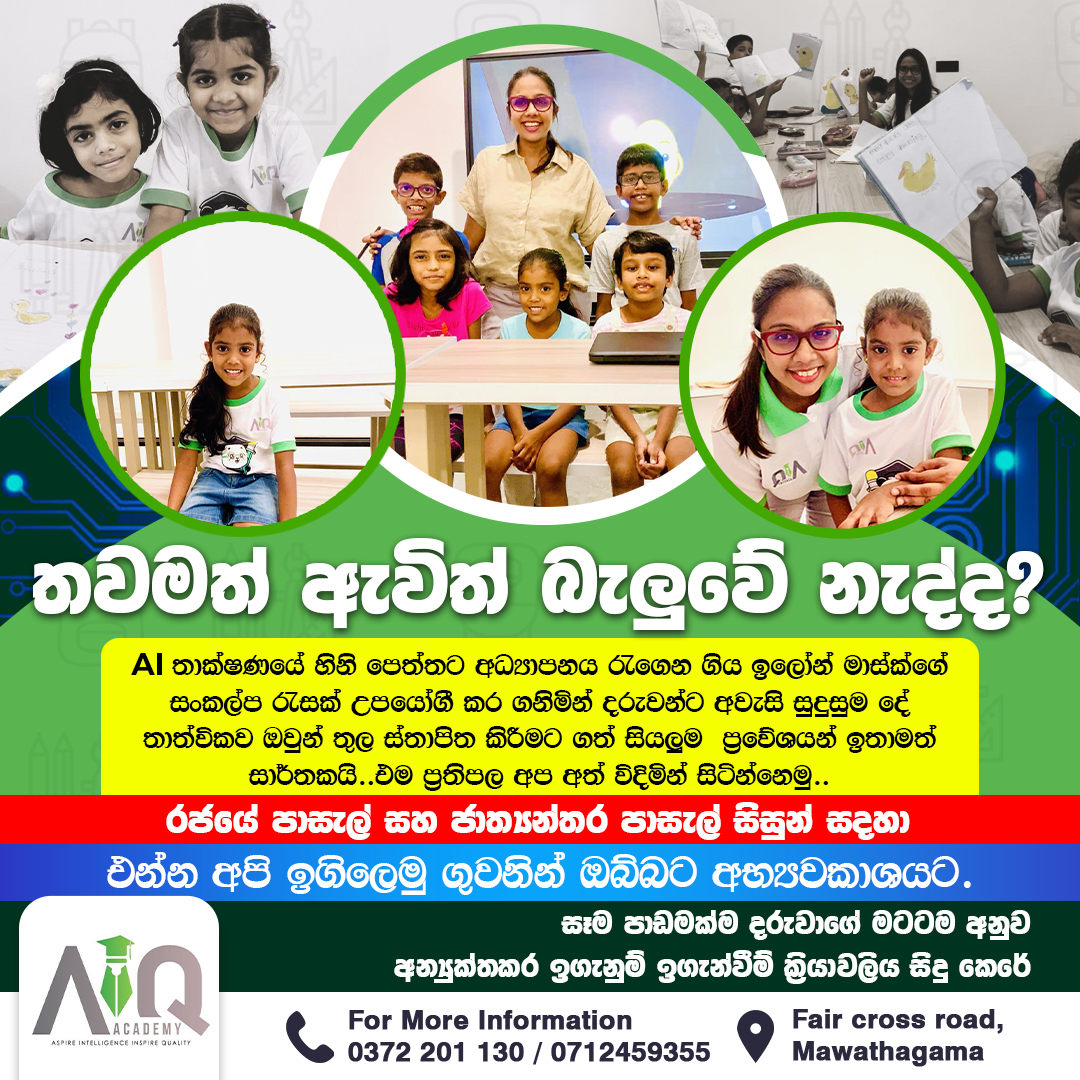 තවමත් ඇවිත් බැලුවේ නැද්ද?
AI තාක්ෂණයේ හිනි පෙත්තට අධ්‍යාපනය රැගෙන ගිය ඉලෝන් මාස්ක්ගේ
සංකල්ප රැසක් උපයෝගී කර ගනිමින් දරුවන්ට අවැසි සුදුසුම දේ
තාත්විකව ඔවුන් තුල ස්තාපිත කිරීමට ගත් සියලුම ප්‍රවේශයන් ඉතාමත්
සාර්තකයි..එම ප්‍රතිපල අප අත් විදිමින් සිටින්නෙමු..
රජයේ පාසැල් සහ ජාත්‍යන්තර පාසැල් සිසුන් සදහා
එන්න අපි ඉගිලෙමු ගුවනින් ඔබ්බට අභ්‍යවකාශයට.
සෑම පාඩමක්ම දරුවාගේ මට්ටම අනුව
අන්‍යුක්තකර ඉගැනුම් ඉගැන්වීම් ක්‍රියාවලිය සිදු කෙරේ
AIQ
ACADEMY
ASPIRE INTELLIGENCE INSPIRE QUALITY
For More Information
0372 201 130 / 0712459355
Fair cross road,
Mawathagama